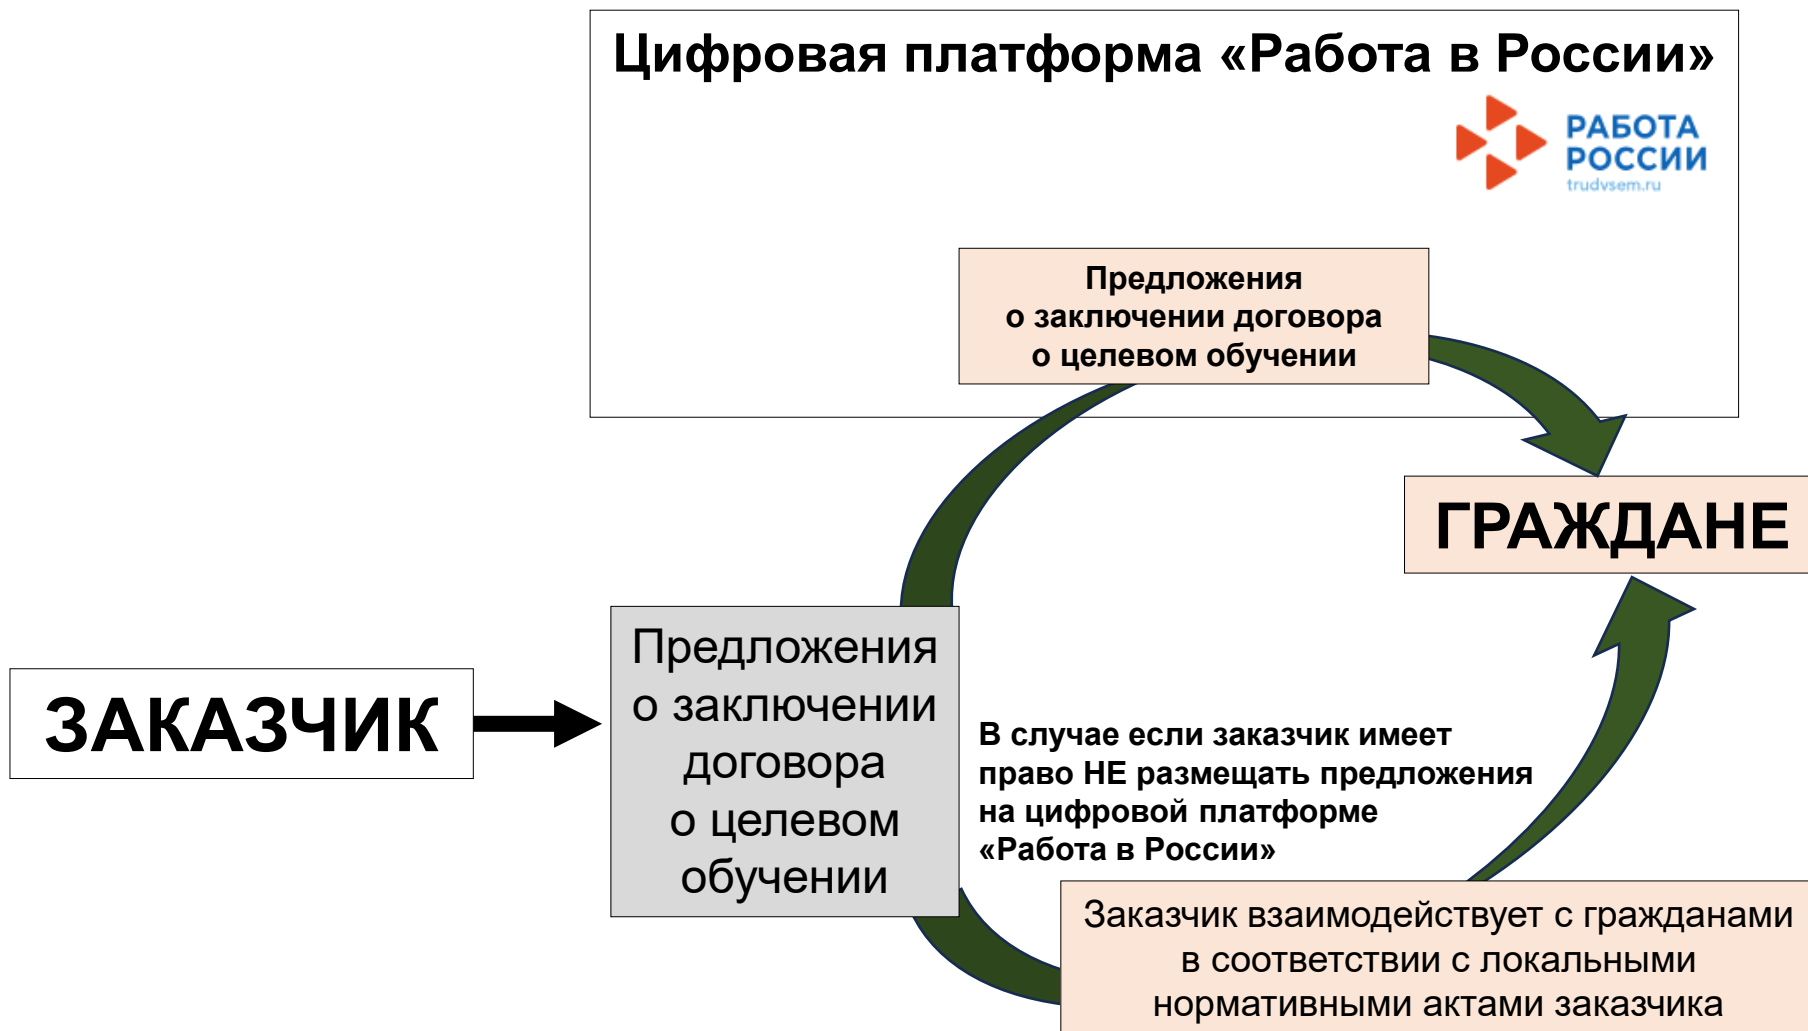 Цифровая платформа «Работа в России»
РАБОТА
РОССИИ
trudvsem.ru
Предложения
о заключении договора
о целевом обучении
ГРАЖДАНЕ
ЗАКАЗЧИК
Предложения
о заключении
договора
о целевом
обучении
В случае если заказчик имеет
право НЕ размещать предложения
на цифровой платформе
«Работа в России»
Заказчик взаимодействует с гражданами
в соответствии с локальными
нормативными актами заказчика